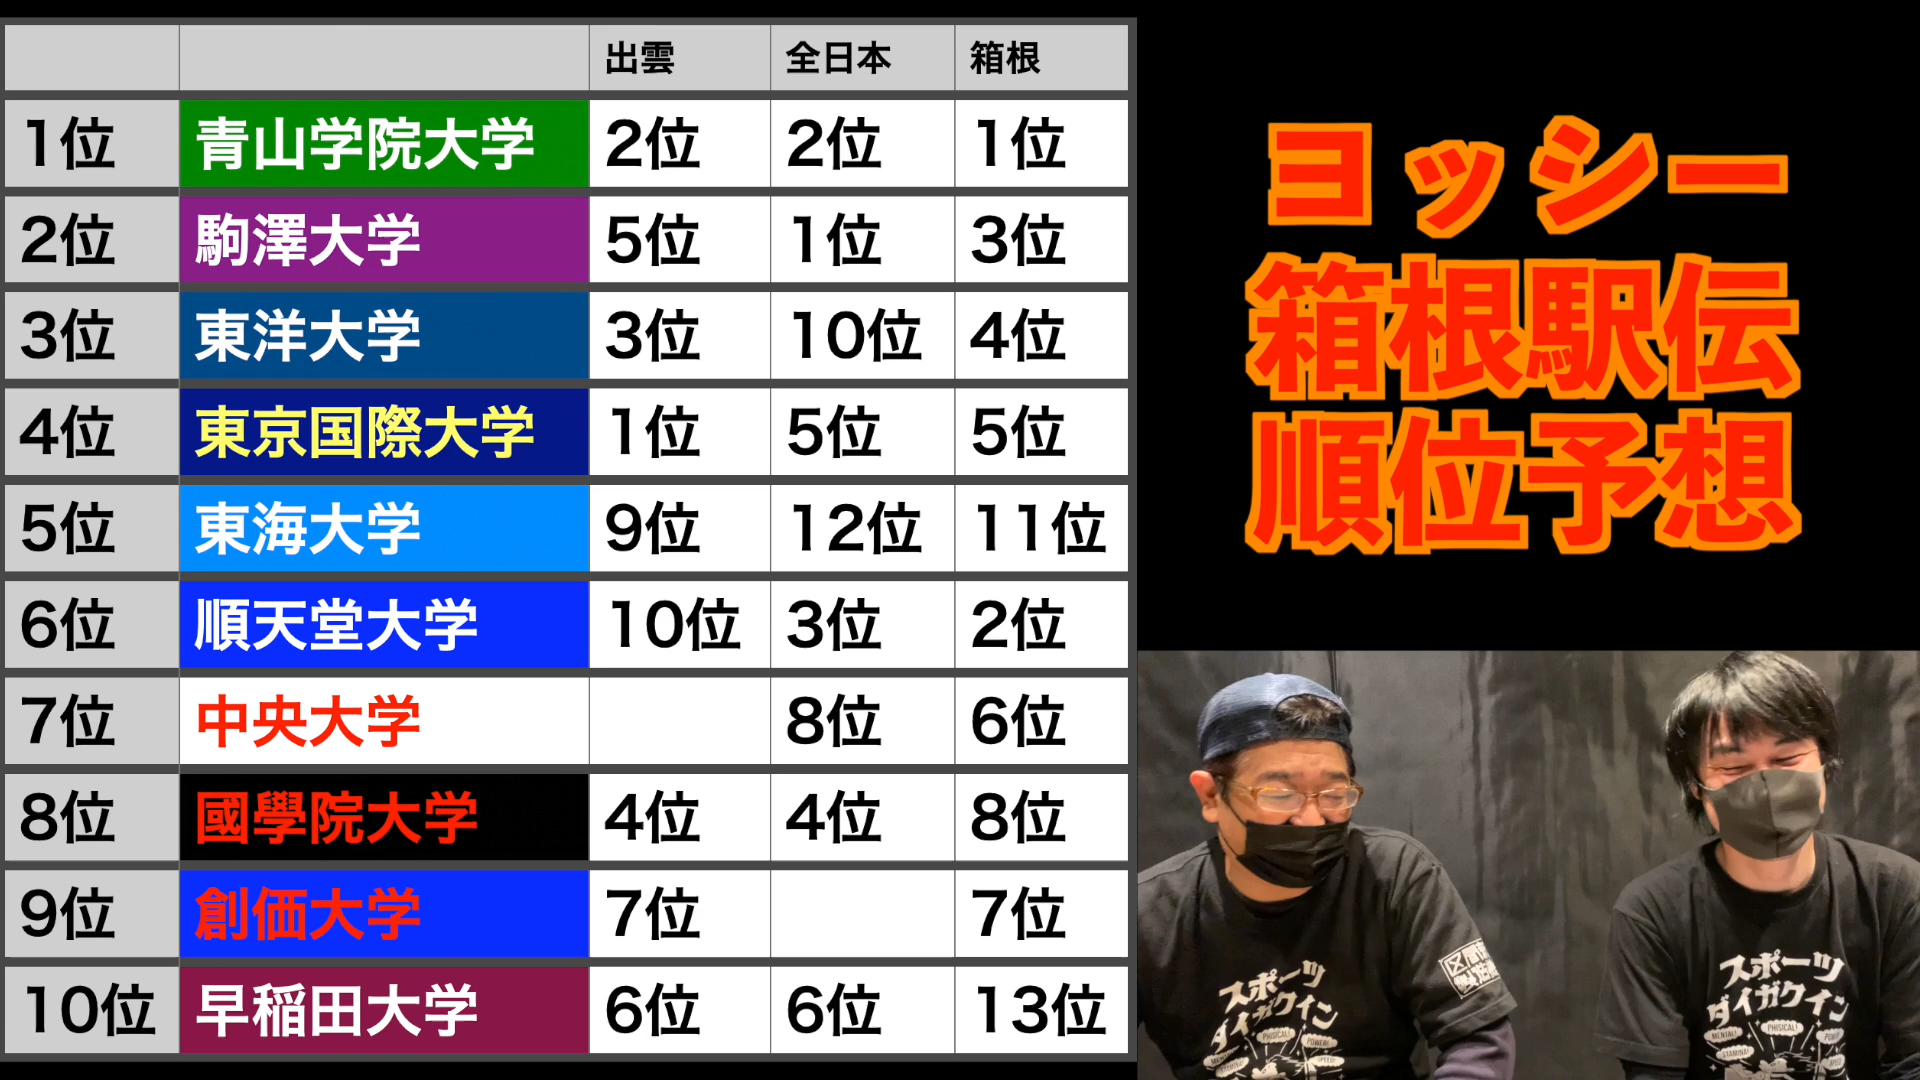 出雲 全日本 箱根
1位 青山学院大学 2位 2位 1位
2位 駒澤大学 5位 1位 3位
3位 東洋大学 3位 10位 4位
4位 東京国際大学 1位 5位 5位
5位 東海大学 9位 12位 11位
6位 順天堂大学 10位 3位 2位
7位 中央大学 8位 6位
8位 國學院大学 4位 4位 8位
9位 創価大学 7位 7位
10位 早稲田大学 6位 6位 13位
ヨッシー
箱根駅伝
順位予想
スポーツ
ダイガクイン
PHISICAL!
POWER!
スポーツ
ダイガクイン
MENTAL!
PHISICAL!
STAMINA!